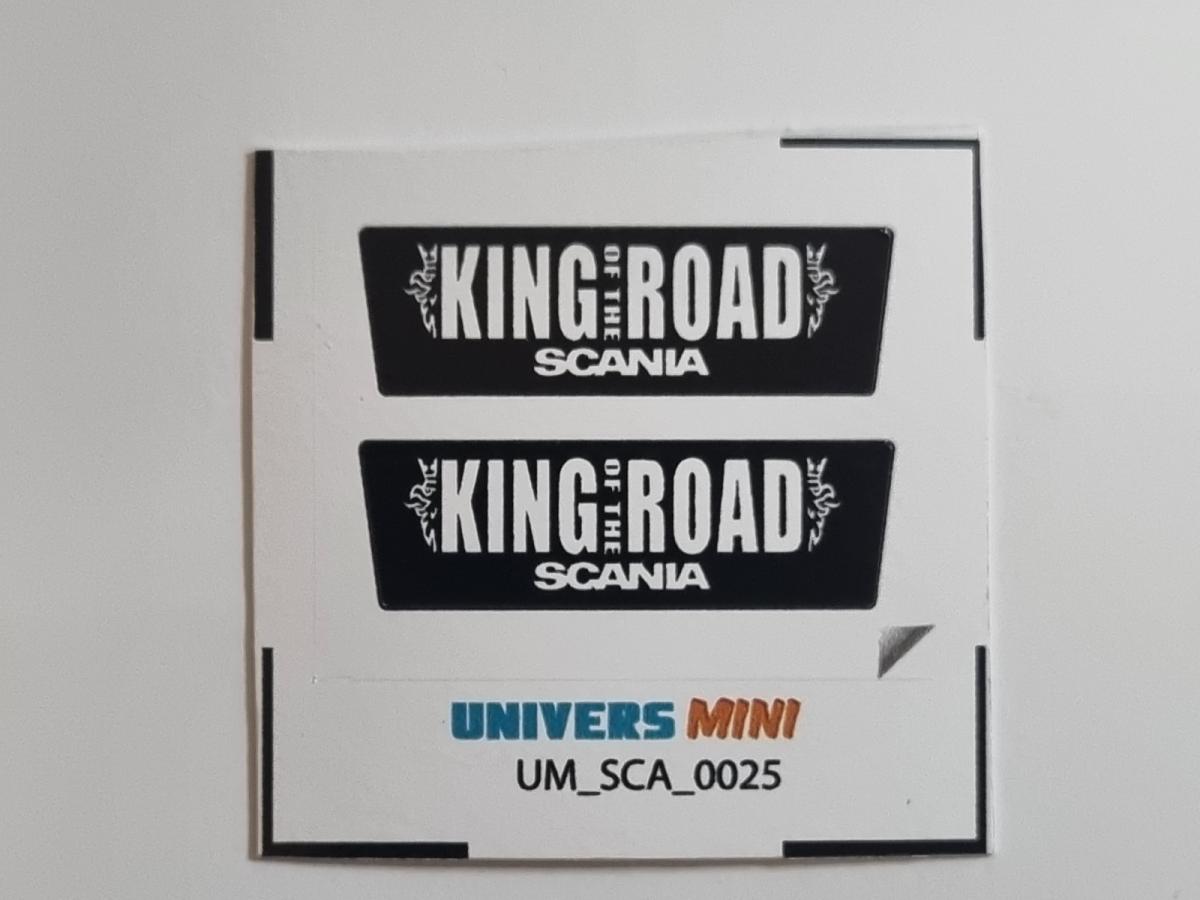 KING OF THE ROAD
SCANIA
KING OF THE ROAD
SCANIA
UNIVERS MINI
UM_SCA_0025